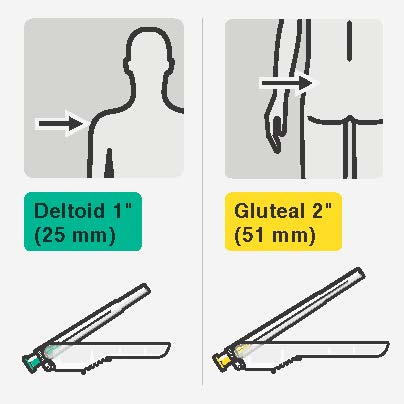 Deltoid 1"
(25 mm)
Gluteal 2"
(51 mm)